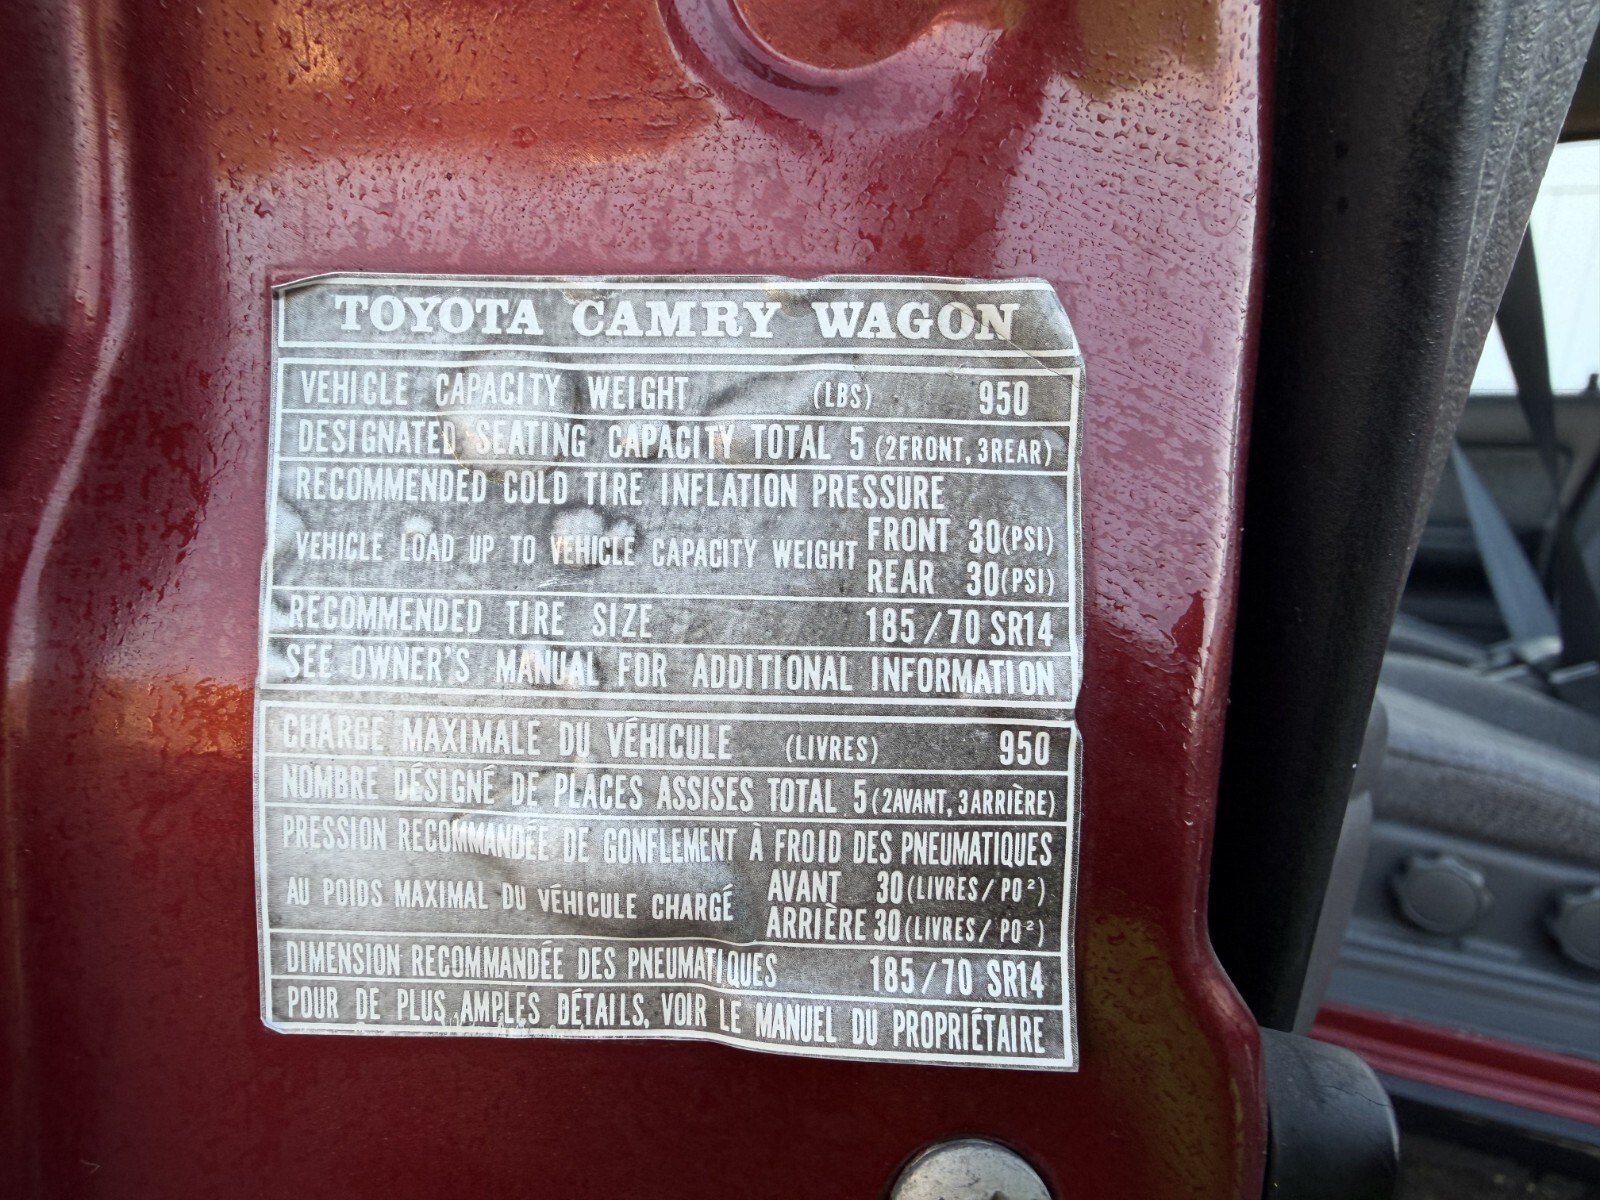 TOYOTA CAMRY WAGON
VEHICLE CAPACITY WEIGHT (LBS) 950
DESIGNATED SEATING CAPACITY TOTAL 5 (2FRONT, 3REAR)
RECOMMENDED COLD TIRE INFLATION PRESSURE
VEHICLE LOAD UP TO VEHICLE CAPACITY WEIGHT FRONT 30(PSI)
REAR 30(PSI)
RECOMMENDED TIRE SIZE 185/70 SR14
SEE OWNER'S MANUAL FOR ADDITIONAL INFORMATION
CHARGE MAXIMALE DU VÉHICULE (LIVRES) 950
NOMBRE DÉSIGNÉ DE PLACES ASSISES TOTAL 5(2AVANT, 3ARRIÈRE)
PRESSION RECOMMANDÉE DE GONFLEMENT À FROID DES PNEUMATIQUES
AU POIDS MAXIMAL DU VÉHICULE CHARGÉ AVANT 30(LIVRES/PO²)
ARRIÈRE 30(LIVRES/PO²)
DIMENSION RECOMMANDÉE DES PNEUMATIQUES 185/70 SR14
POUR DE PLUS AMPLES DÉTAILS, VOIR LE MANUEL DU PROPRIÉTAIRE